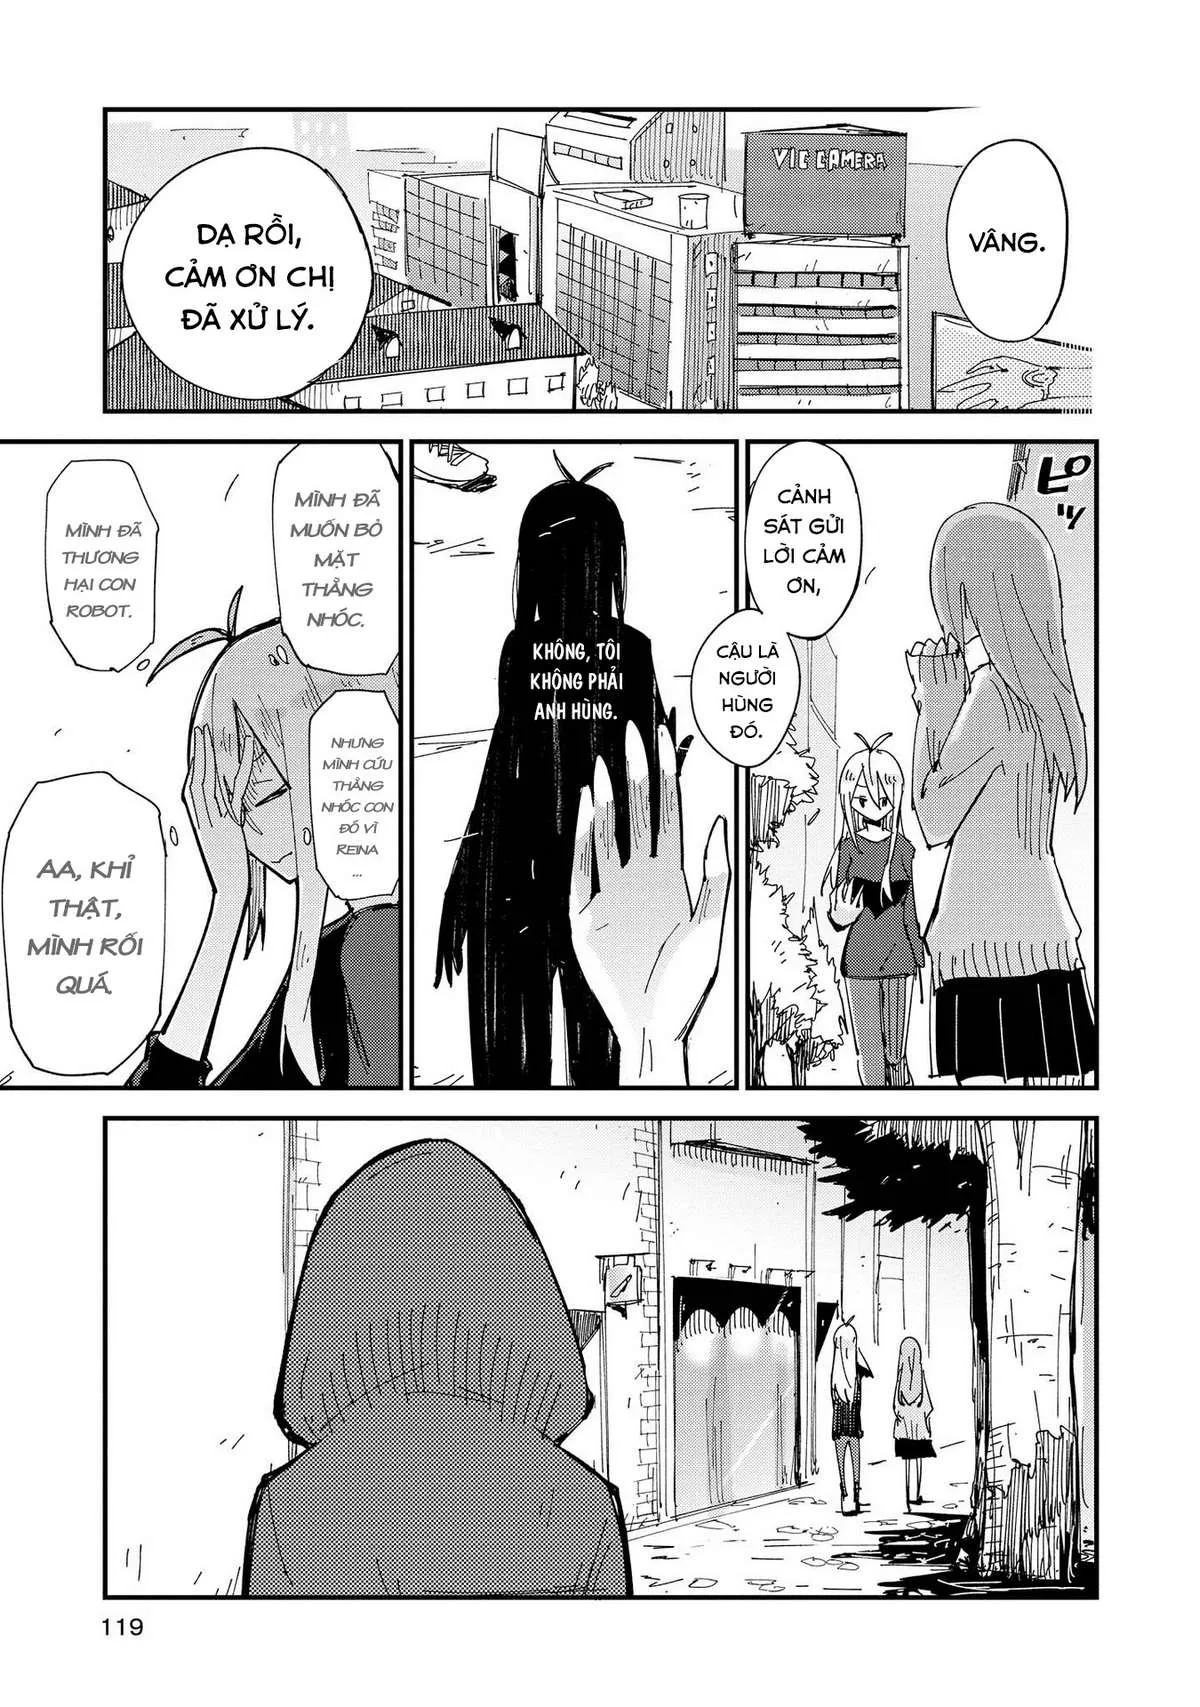 VÂNG.
VIC CAMERA
DẠ RỒI,
CẢM ƠN CHỊ
ĐÃ XỬ LÝ.
ピッ
CẢNH
SÁT GỬI
LỜI CẢM
ƠN,
CẬU LÀ
NGƯỜI
HÙNG
ĐÓ.
KHÔNG, TÔI
KHÔNG PHẢI
ANH HÙNG.
MÌNH ĐÃ
MUỐN BỎ
MẶT
THẰNG
NHÓC.
MÌNH ĐÃ
THƯƠNG
HẠI CON
ROBOT.
NHƯNG
MÌNH CỨU
THẰNG
NHÓC CON
ĐÓ VÌ
REINA
...
AA, KHỈ
THẬT,
MÌNH RỐI
QUÁ.
119